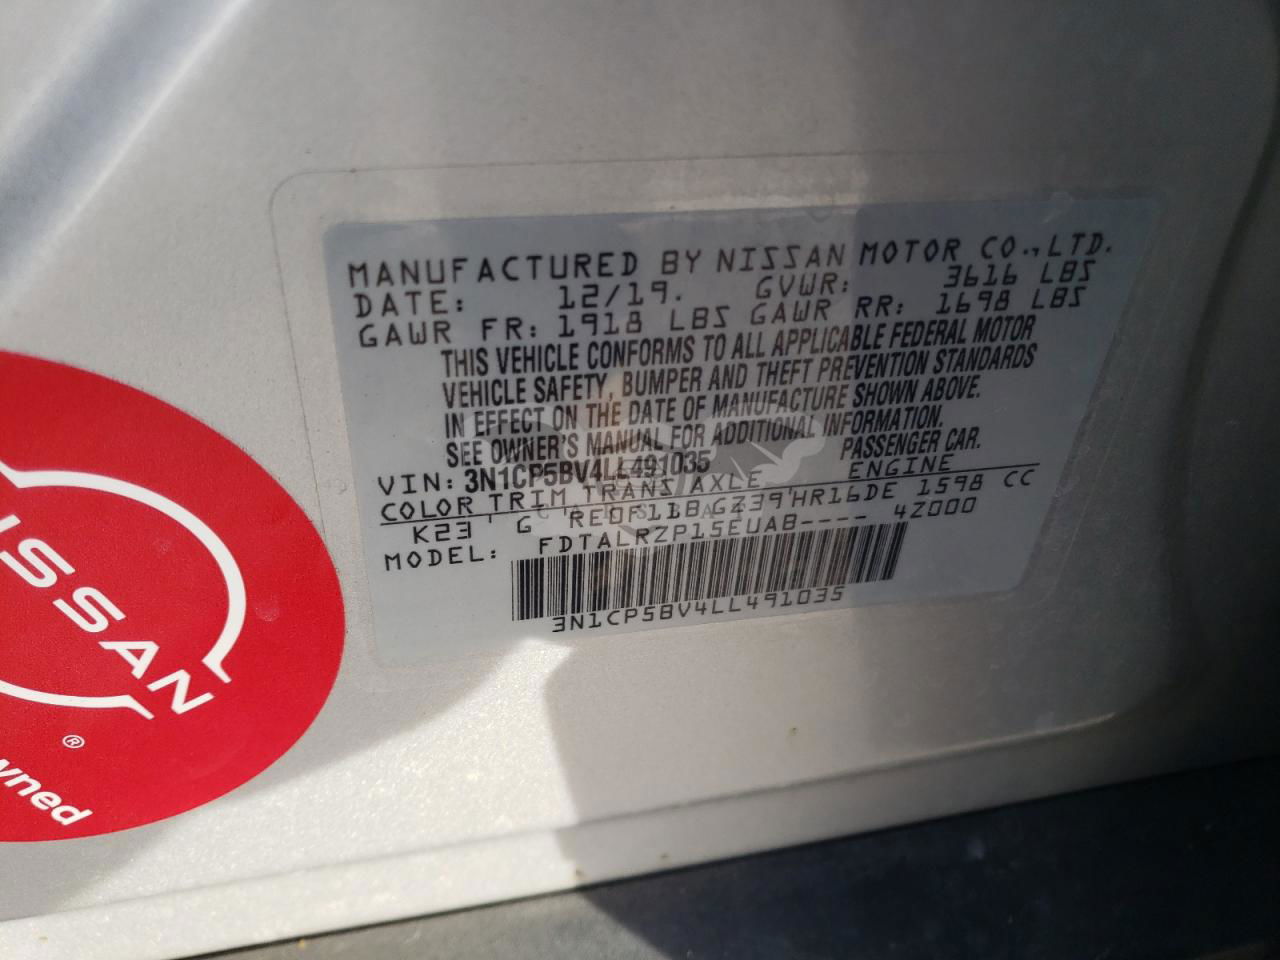 MANUFACTURED BY NISSAN MOTOR CO.,LTD.
DATE: 12/19. GVWR: 3616 LBS
GAWR FR: 1918 LBS GAWR RR: 1698 LBS
THIS VEHICLE CONFORMS TO ALL APPLICABLE FEDERAL MOTOR
VEHICLE SAFETY, BUMPER AND THEFT PREVENTION STANDARDS
IN EFFECT ON THE DATE OF MANUFACTURE SHOWN ABOVE.
SEE OWNER'S MANUAL FOR ADDITIONAL INFORMATION.
VIN: 3N1CP5BV4LL491035 PASSENGER CAR.
COLOR TRIM TRANS AXLE ENGINE
K23 G RE0F11B GZ39 HR16DE 1598 CC
MODEL: FDTALRZP15EUAB---- 4Z000
3N1CP5BV4LL491035
ISSAN
®
wned